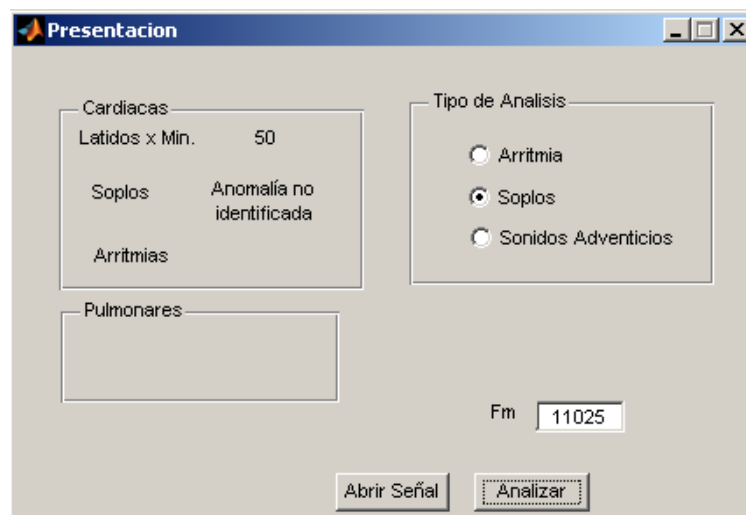 Presentacion
Cardiacas
Latidos x Min. 50
Soplos Anomalía no
identificada
Arritmias
Pulmonares
Tipo de Analisis
Arritmia
Soplos
Sonidos Adventicios
Fm 11025
Abrir Señal Analizar